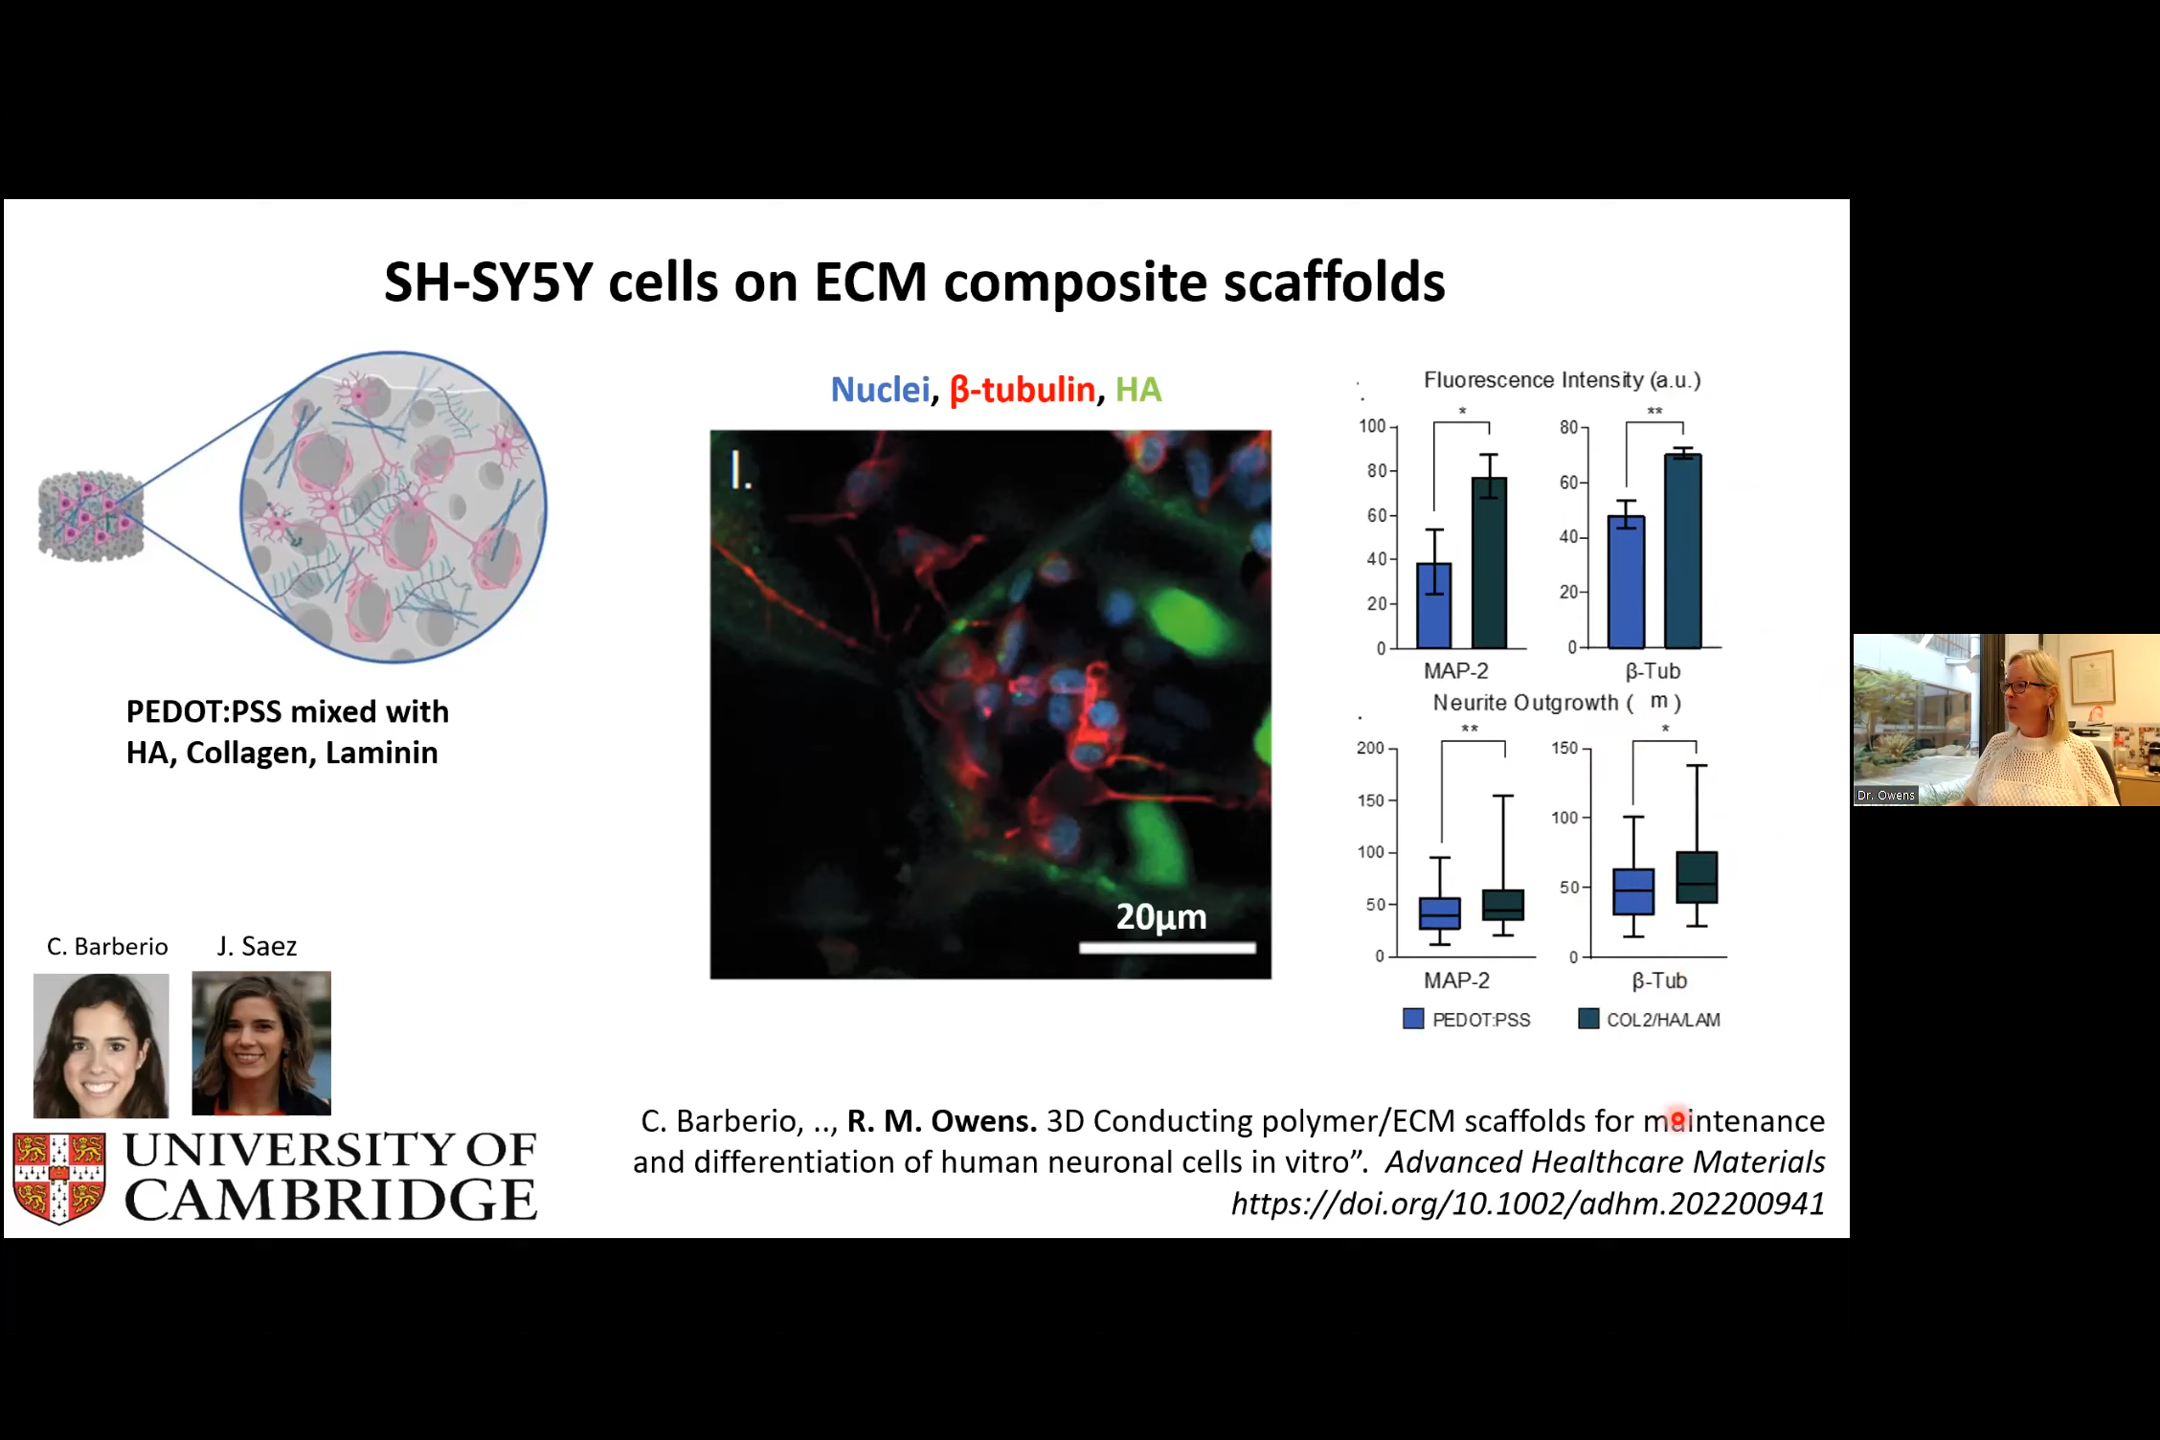 SH-SY5Y cells on ECM composite scaffolds
PEDOT:PSS mixed with
HA, Collagen, Laminin
Nuclei, β-tubulin, HA
I.
20µm
Fluorescence Intensity (a.u.)
*
100
80
60
40
20
0
MAP-2
**
80
60
40
20
0
β-Tub
Neurite Outgrowth ( m )
**
200
150
100
50
0
MAP-2
*
150
100
50
0
β-Tub
PEDOT:PSS
COL2/HA/LAM
Dr. Owens
C. Barberio
J. Saez
UNIVERSITY OF
CAMBRIDGE
C. Barberio, .., R. M. Owens. 3D Conducting polymer/ECM scaffolds for maintenance
and differentiation of human neuronal cells in vitro”. Advanced Healthcare Materials
https://doi.org/10.1002/adhm.202200941